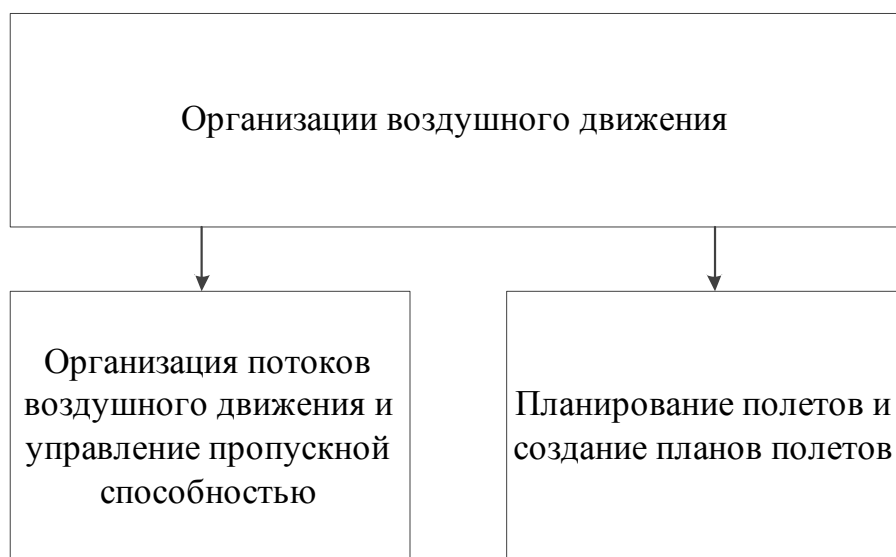 Организации воздушного движения
Организация потоков
воздушного движения и
управление пропускной
способностью
Планирование полетов и
создание планов полетов